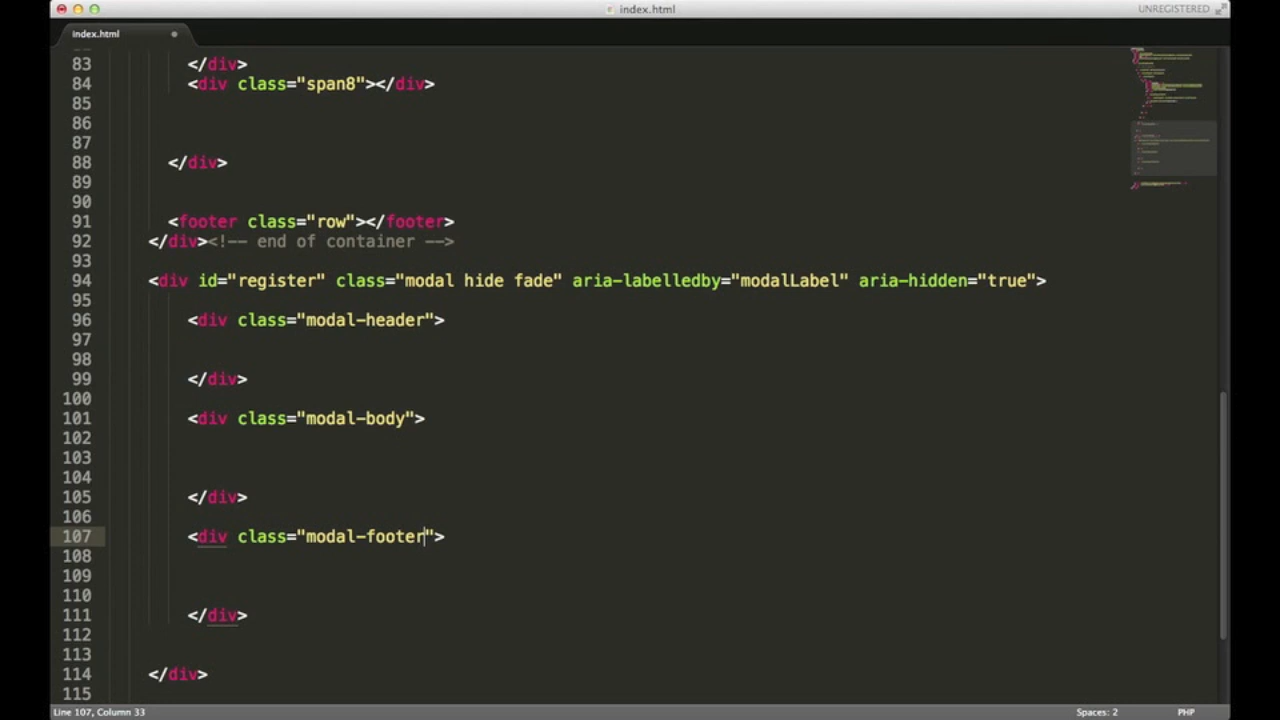 index.html
UNREGISTERED
index.html
83 </div>
84 <div class="span8"></div>
85
86
87
88 </div>
89
90
91 <footer class="row"></footer>
92 </div><!-- end of container -->
93
94 <div id="register" class="modal hide fade" aria-labelledby="modalLabel" aria-hidden="true">
95
96 <div class="modal-header">
97
98
99 </div>
100
101 <div class="modal-body">
102
103
104
105 </div>
106
107 <div class="modal-footer">
108
109
110
111 </div>
112
113
114 </div>
115
Line 107, Column 33
Spaces: 2
PHP